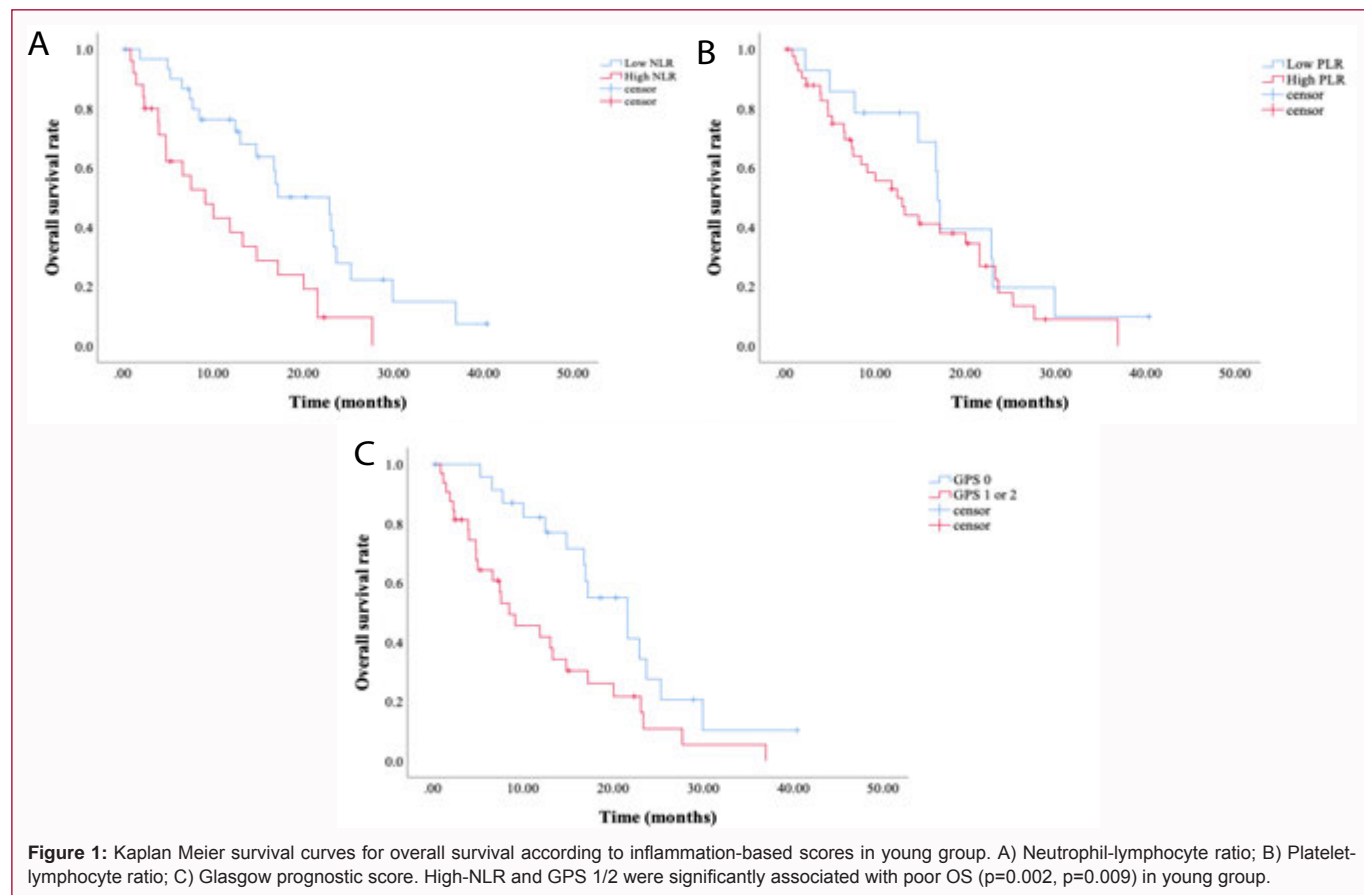 A
1.0
0.8
0.6
0.4
0.2
0.0
Overall survival rate
.00 10.00 20.00 30.00 40.00 50.00
Time (months)
Low NLR
High NLR
censor
censor
B
1.0
0.8
0.6
0.4
0.2
0.0
Overall survival rate
.00 10.00 20.00 30.00 40.00 50.00
Time (months)
Low PLR
High PLR
censor
censor
C
1.0
0.8
0.6
0.4
0.2
0.0
Overall survival rate
.00 10.00 20.00 30.00 40.00 50.00
Time (months)
GPS 0
GPS 1 or 2
censor
censor
Figure 1: Kaplan Meier survival curves for overall survival according to inflammation-based scores in young group. A) Neutrophil-lymphocyte ratio; B) Platelet-
lymphocyte ratio; C) Glasgow prognostic score. High-NLR and GPS 1/2 were significantly associated with poor OS (p=0.002, p=0.009) in young group.